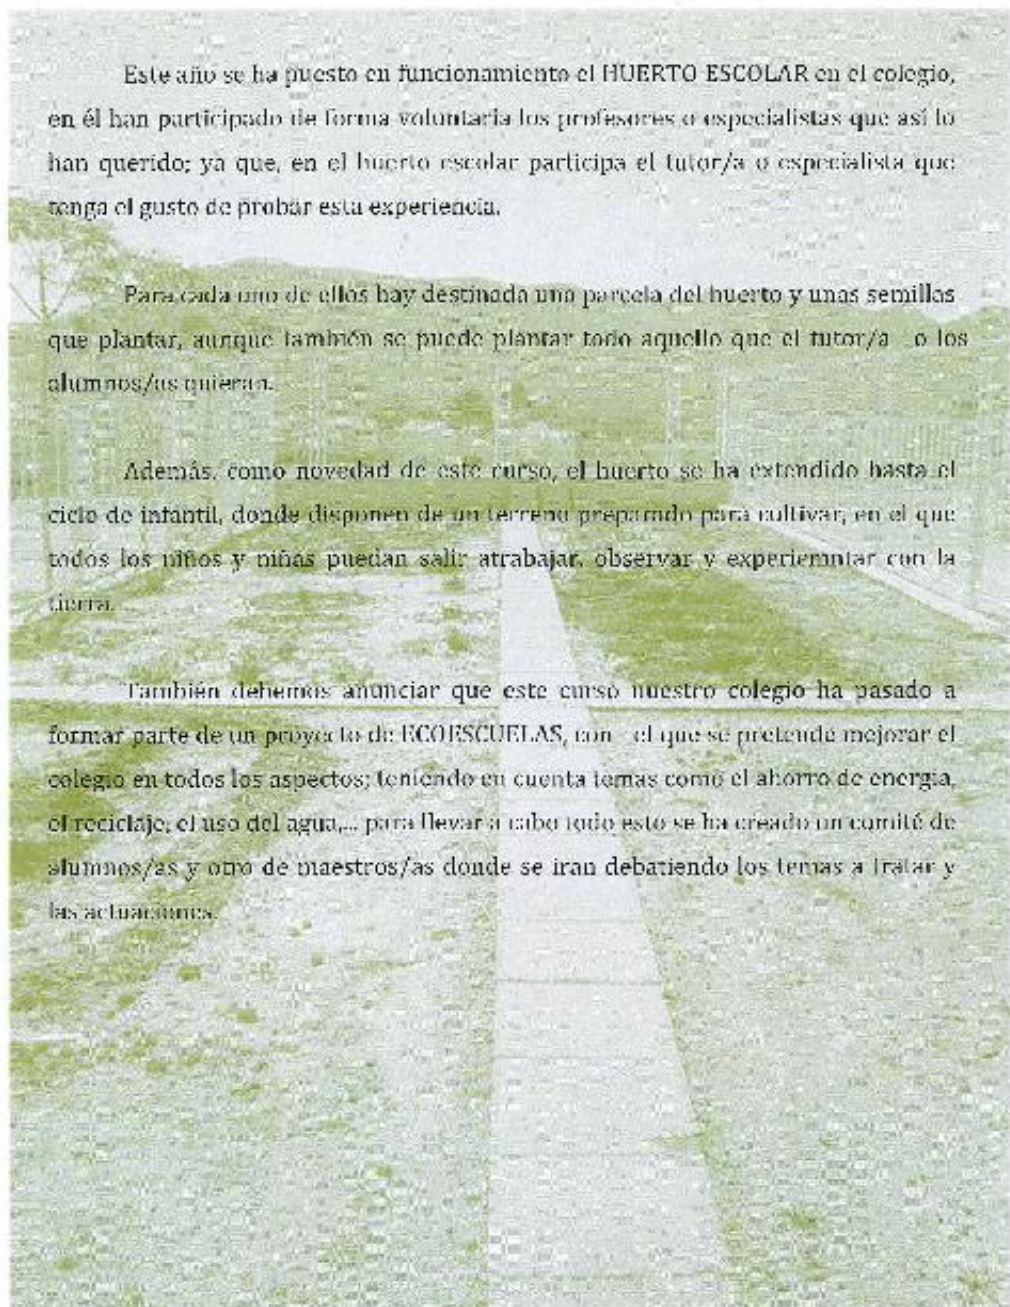 Este año se ha puesto en funcionamiento el HUERTO ESCOLAR en el colegio,
en él han participado de forma voluntaria los profesores o especialistas que así lo
han querido; ya que, en el huerto escolar participa el tutor/a o especialista que
tenga el gusto de probar esta experiencia.
Para cada uno de ellos hay destinada una parcela del huerto y unas semillas
que plantar, aunque también se puede plantar todo aquello que el tutor/a o los
alumnos/as quieran.
Además, como novedad de este curso, el huerto se ha extendido hasta el
ciclo de infantil, donde disponen de un terreno preparado para cultivar, en el que
todos los niños y niñas puedan salir atrabajar, observar y experiemntar con la
tierra.
También debemos anunciar que este curso nuestro colegio ha pasado a
formar parte de un proyecto de ECOESCUELAS, con el que se pretende mejorar el
colegio en todos los aspectos; teniendo en cuenta temas como el ahorro de energía,
el reciclaje, el uso del agua,... para llevar a cabo todo esto se ha creado un comité de
alumnos/as y otro de maestros/as donde se iran debatiendo los temas a tratar y
las actuaciones.